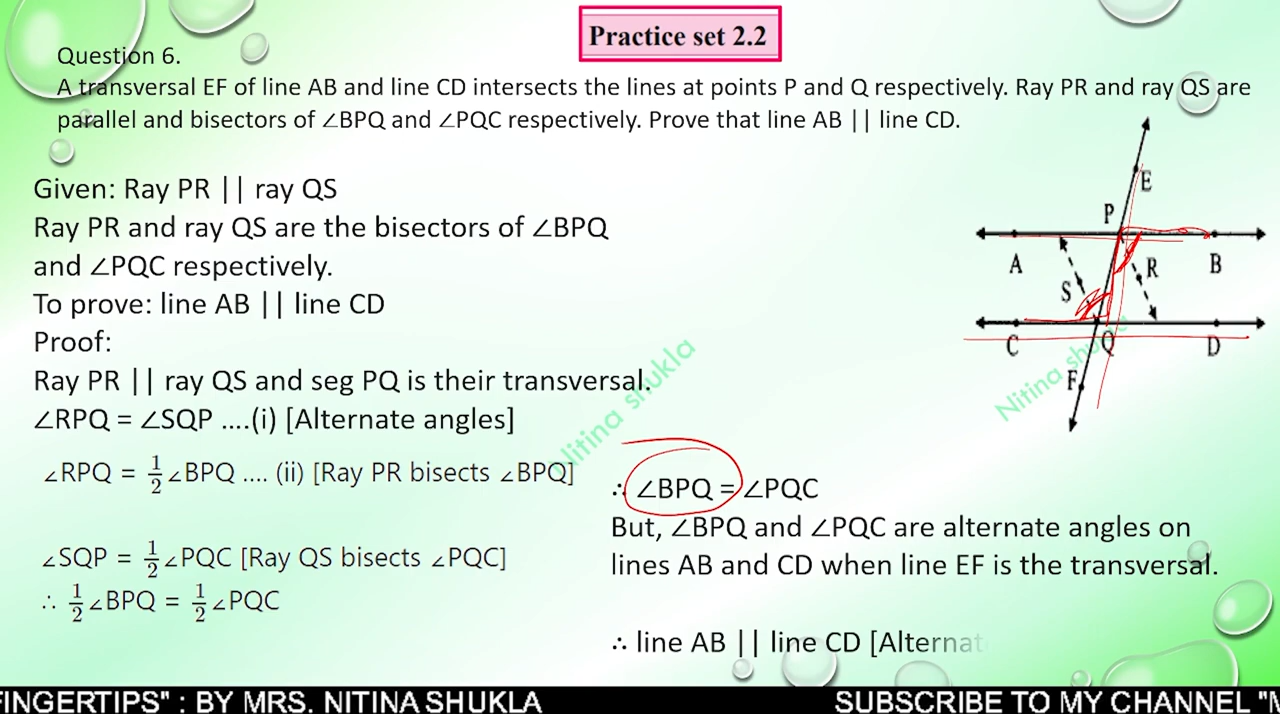 Practice set 2.2
Question 6.
A transversal EF of line AB and line CD intersects the lines at points P and Q respectively. Ray PR and ray QS are
parallel and bisectors of ∠BPQ and ∠PQC respectively. Prove that line AB || line CD.
Given: Ray PR || ray QS
Ray PR and ray QS are the bisectors of ∠BPQ
and ∠PQC respectively.
To prove: line AB || line CD
Proof:
Ray PR || ray QS and seg PQ is their transversal.
∠RPQ = ∠SQP ....(i) [Alternate angles]
∠RPQ = 1/2 ∠BPQ .... (ii) [Ray PR bisects ∠BPQ]
∠SQP = 1/2 ∠PQC [Ray QS bisects ∠PQC]
∴ 1/2 ∠BPQ = 1/2 ∠PQC
∴ ∠BPQ = ∠PQC
But, ∠BPQ and ∠PQC are alternate angles on
lines AB and CD when line EF is the transversal.
∴ line AB || line CD [Alternat
E
P
A
R
B
S
C
Q
D
F
Nitina shukla
Nitina shukla
FINGERTIPS" : BY MRS. NITINA SHUKLA
SUBSCRIBE TO MY CHANNEL "M